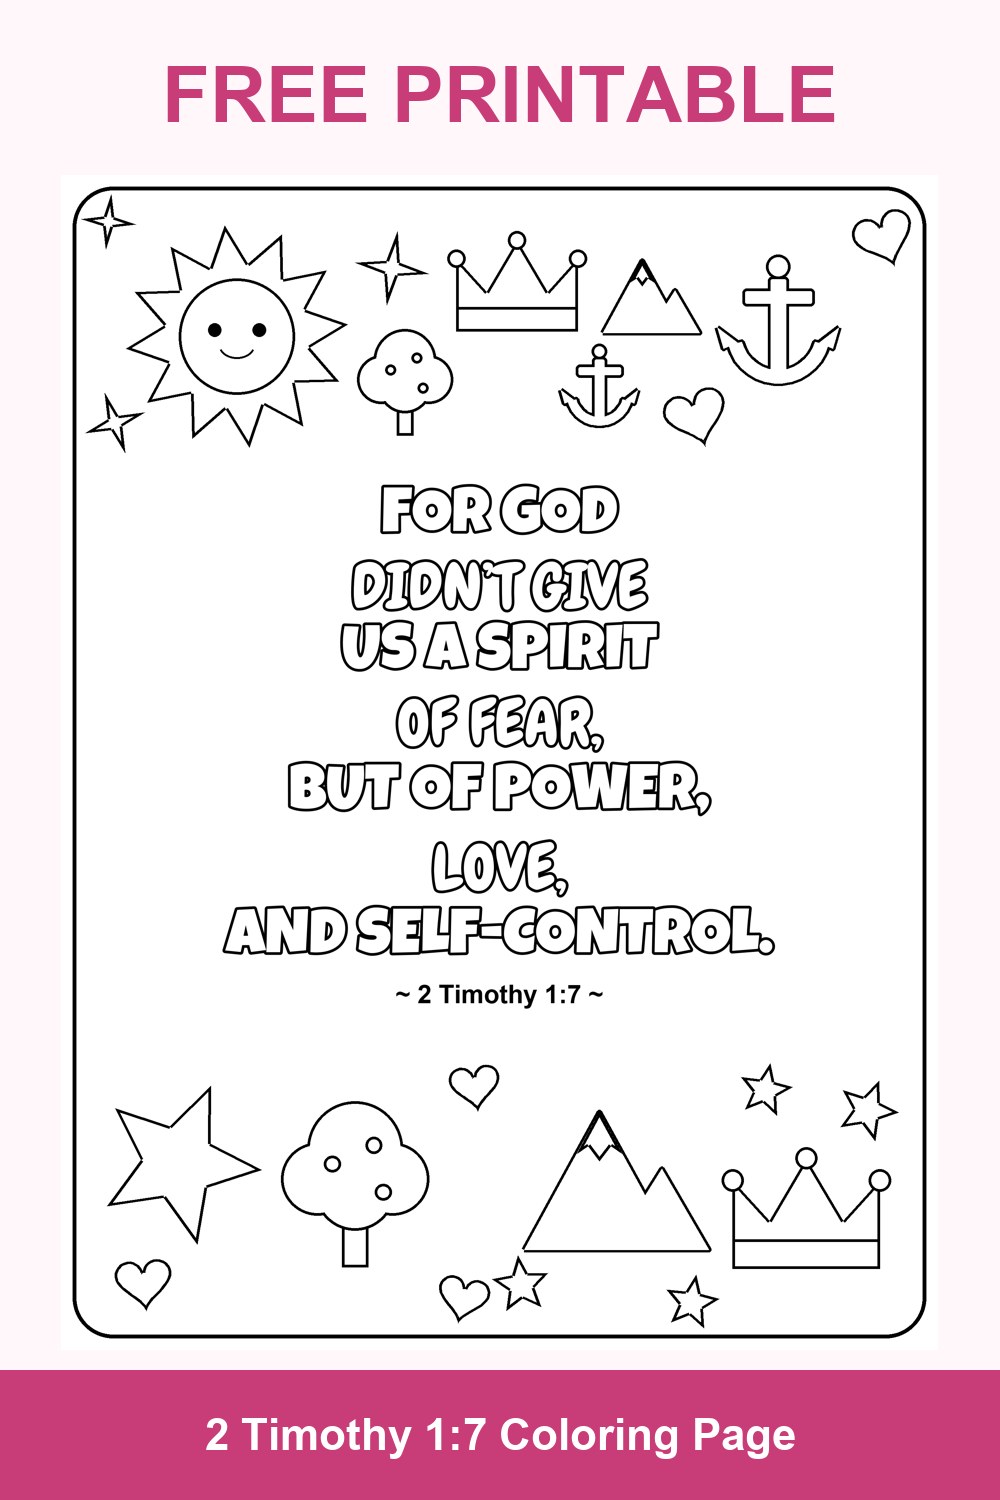 FREE PRINTABLE
FOR GOD
DIDN'T GIVE
US A SPIRIT
OF FEAR,
BUT OF POWER,
LOVE,
AND SELF-CONTROL.
~ 2 Timothy 1:7 ~
2 Timothy 1:7 Coloring Page